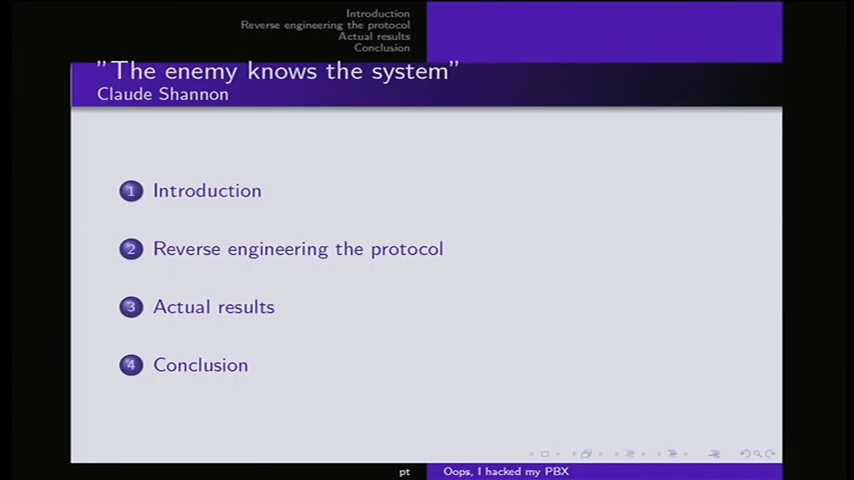 Introduction
Reverse engineering the protocol
Actual results
Conclusion
"The enemy knows the system"
Claude Shannon
1 Introduction
2 Reverse engineering the protocol
3 Actual results
4 Conclusion
pt Oops, I hacked my PBX